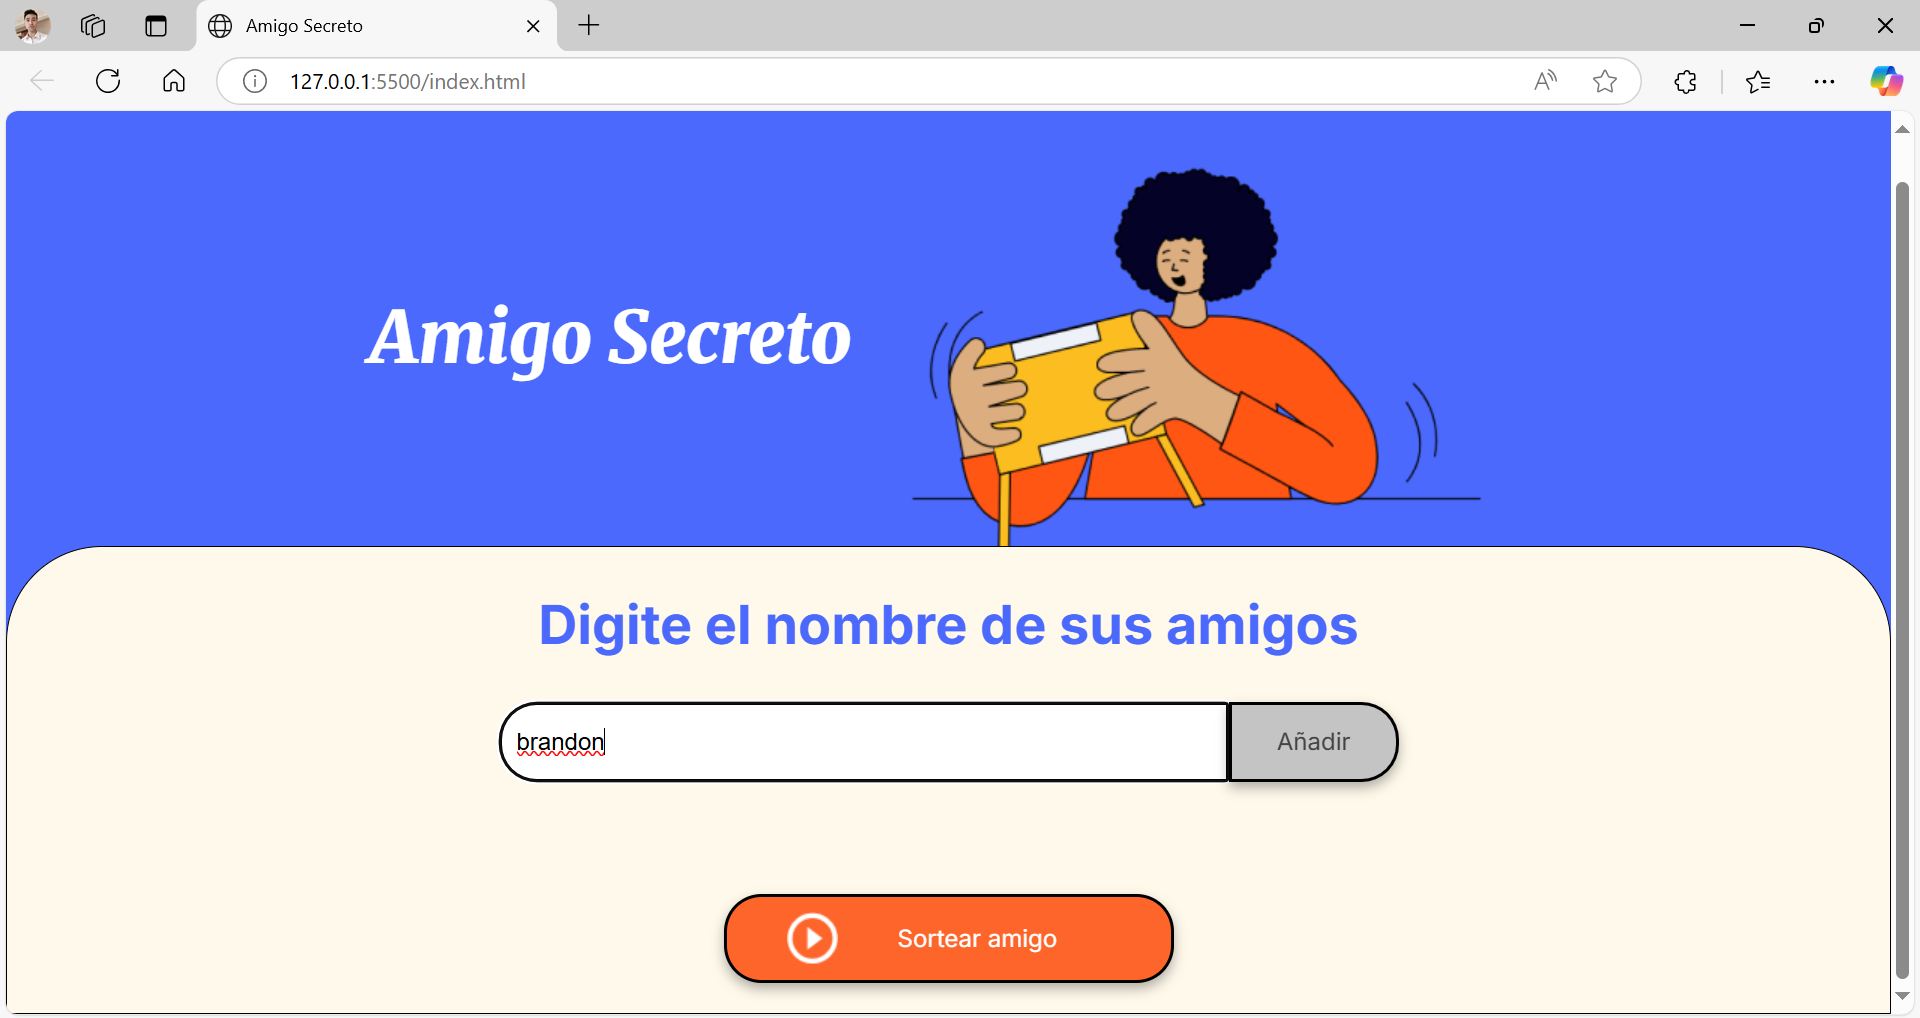 Amigo Secreto
127.0.0.1:5500/index.html
Amigo Secreto
Digite el nombre de sus amigos
brandon
Añadir
Sortear amigo